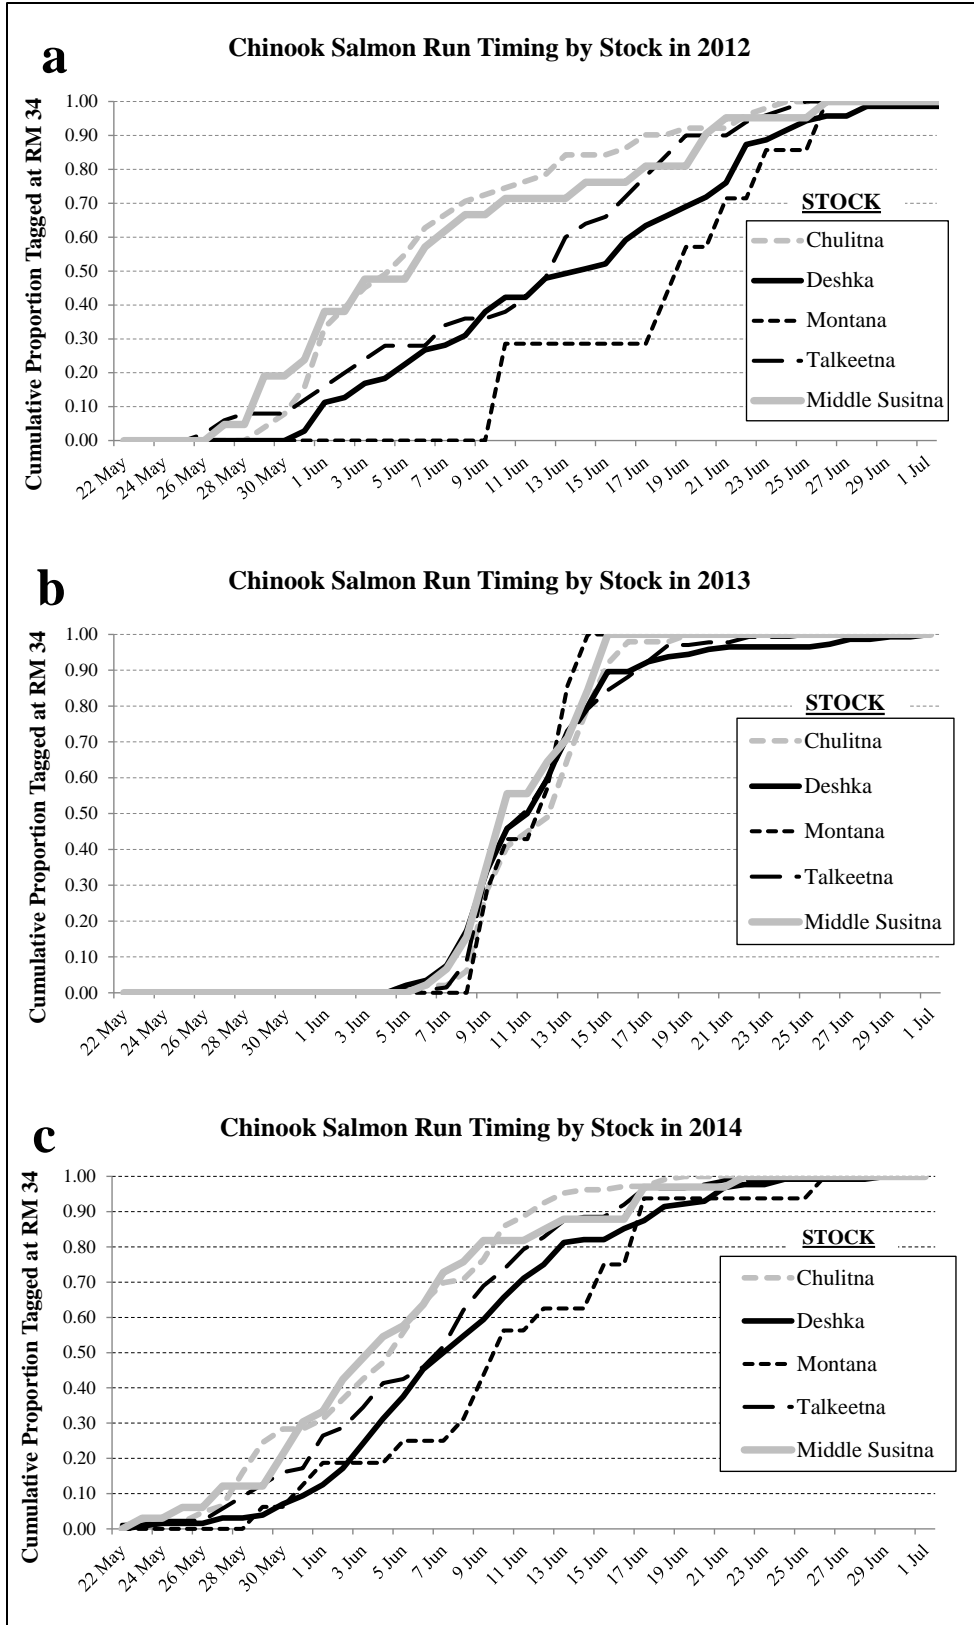 a
Chinook Salmon Run Timing by Stock in 2012
Cumulative Proportion Tagged at RM 34
1.00
0.90
0.80
0.70
0.60
0.50
0.40
0.30
0.20
0.10
0.00
22 May
24 May
26 May
28 May
30 May
1 Jun
3 Jun
5 Jun
7 Jun
9 Jun
11 Jun
13 Jun
15 Jun
17 Jun
19 Jun
21 Jun
23 Jun
25 Jun
27 Jun
29 Jun
1 Jul
STOCK
Chulitna
Deshka
Montana
Talkeetna
Middle Susitna
b
Chinook Salmon Run Timing by Stock in 2013
Cumulative Proportion Tagged at RM 34
1.00
0.90
0.80
0.70
0.60
0.50
0.40
0.30
0.20
0.10
0.00
22 May
24 May
26 May
28 May
30 May
1 Jun
3 Jun
5 Jun
7 Jun
9 Jun
11 Jun
13 Jun
15 Jun
17 Jun
19 Jun
21 Jun
23 Jun
25 Jun
27 Jun
29 Jun
1 Jul
STOCK
Chulitna
Deshka
Montana
Talkeetna
Middle Susitna
c
Chinook Salmon Run Timing by Stock in 2014
Cumulative Proportion Tagged at RM 34
1.00
0.90
0.80
0.70
0.60
0.50
0.40
0.30
0.20
0.10
0.00
22 May
24 May
26 May
28 May
30 May
1 Jun
3 Jun
5 Jun
7 Jun
9 Jun
11 Jun
13 Jun
15 Jun
17 Jun
19 Jun
21 Jun
23 Jun
25 Jun
27 Jun
29 Jun
1 Jul
STOCK
Chulitna
Deshka
Montana
Talkeetna
Middle Susitna